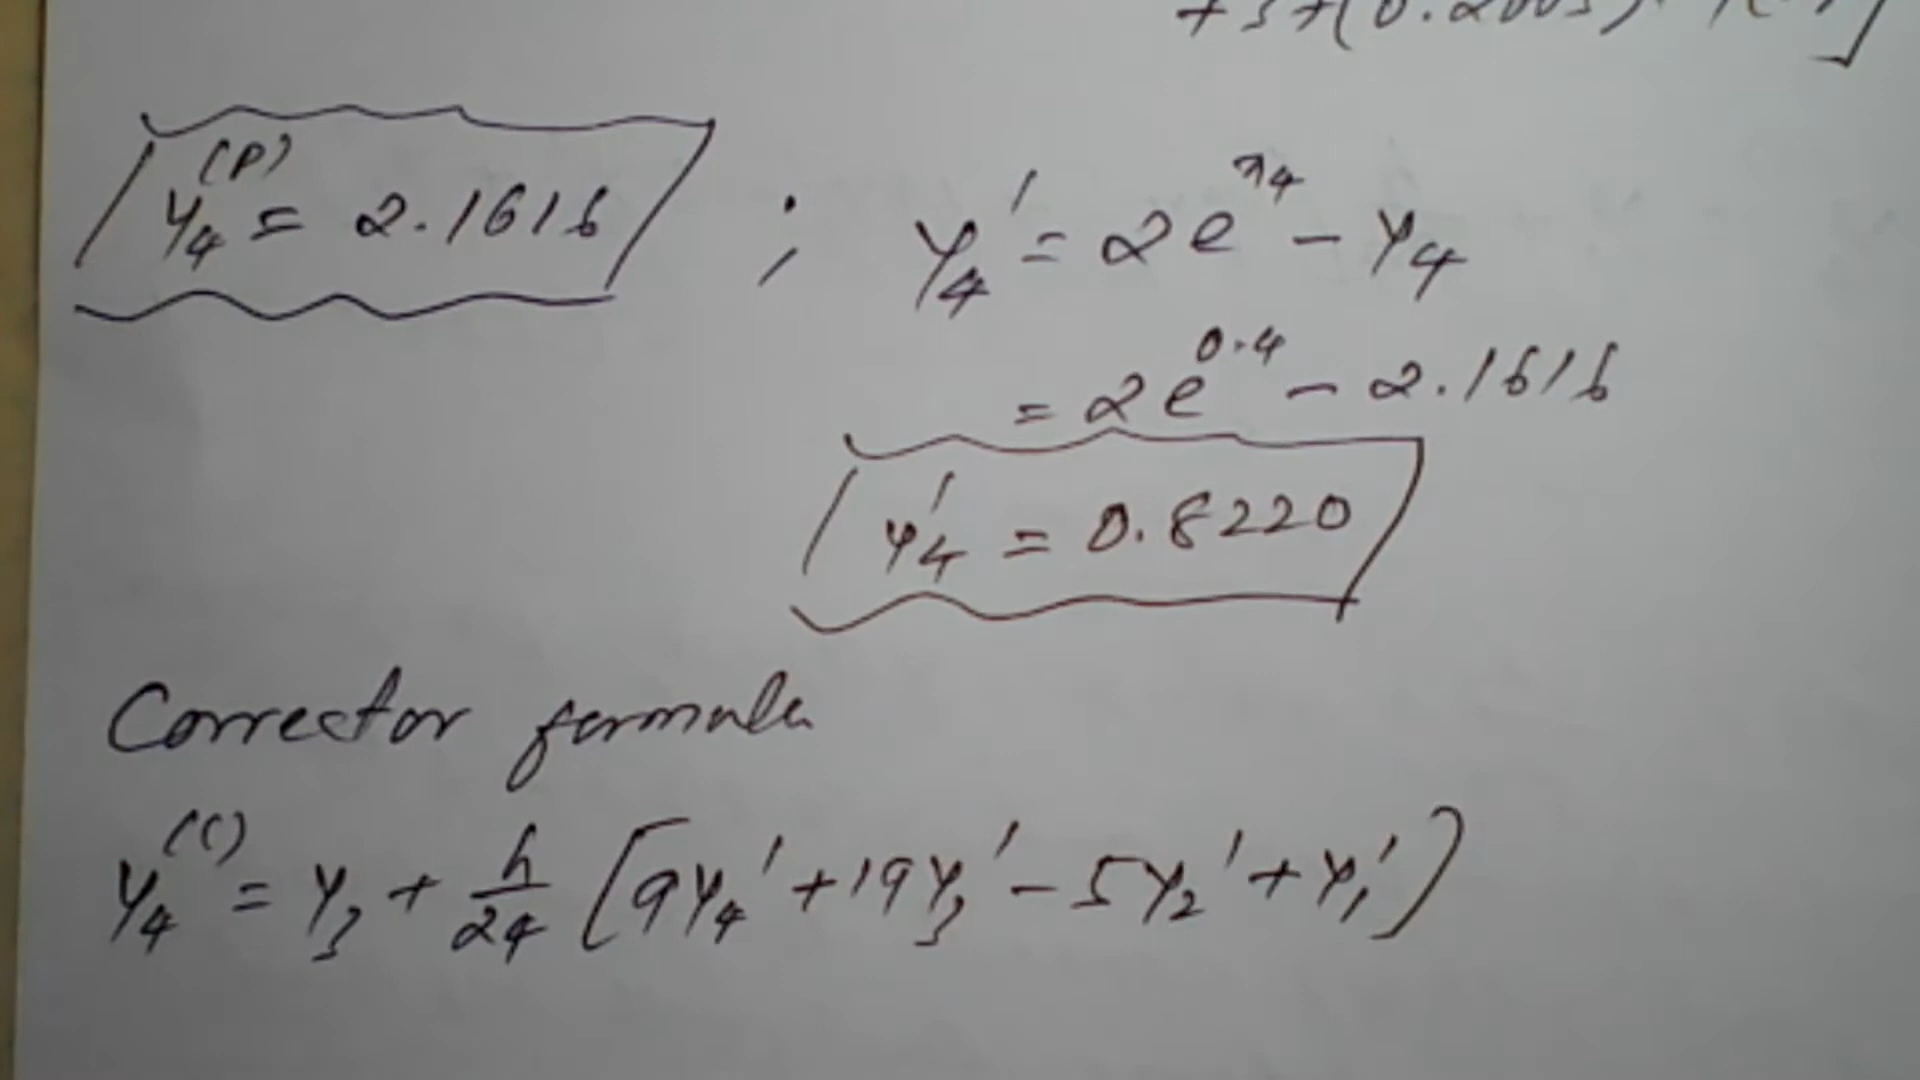 y₄⁽ᴾ⁾ = 2.1616 ; y₄' = 2e^x₄ - y₄
= 2e^0.4 - 2.1616
y₄' = 0.8220
Corrector formula
y₄⁽ᶜ⁾ = y₃ + h/24 [9y₄' + 19y₃' - 5y₂' + y₁']